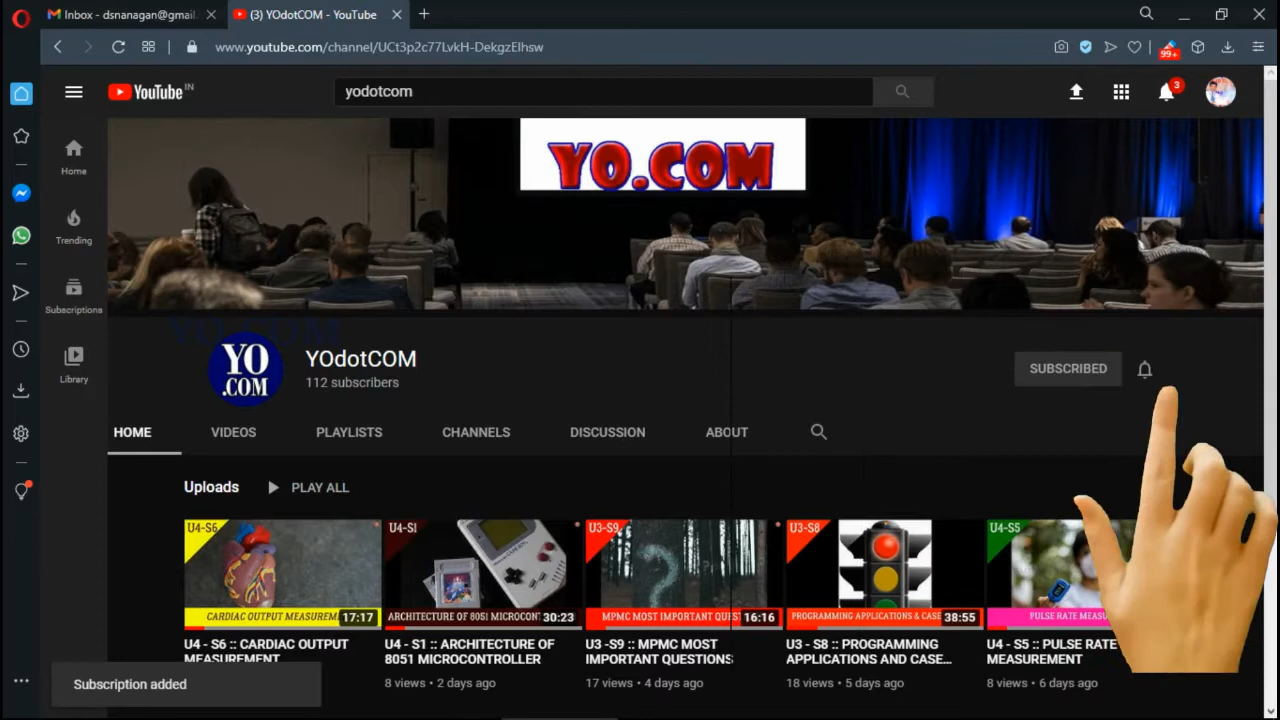 Inbox - dsnanagan@gmail.
(3) YOdotCOM - YouTube
www.youtube.com/channel/UCt3p2c77LvkH-DekgzElhsw
99+
YouTube IN
yodotcom
3
YO.COM
Home
Trending
Subscriptions
Library
YO.COM
YO
.COM
YOdotCOM
112 subscribers
SUBSCRIBED
HOME
VIDEOS
PLAYLISTS
CHANNELS
DISCUSSION
ABOUT
Uploads
PLAY ALL
U4-S6
CARDIAC OUTPUT MEASUREM
17:17
U4 - S6 :: CARDIAC OUTPUT
MEASUREMENT
U4-S1
ARCHITECTURE OF 8051 MICROCON
30:23
U4 - S1 :: ARCHITECTURE OF
8051 MICROCONTROLLER
8 views • 2 days ago
U3-S9
MPMC MOST IMPORTANT QUES
16:16
U3 - S9 :: MPMC MOST
IMPORTANT QUESTIONS
17 views • 4 days ago
U3-S8
PROGRAMMING APPLICATIONS & CASE
38:55
U3 - S8 :: PROGRAMMING
APPLICATIONS AND CASE...
18 views • 5 days ago
U4-S5
PULSE RATE MEASU
U4 - S5 :: PULSE RATE
MEASUREMENT
8 views • 6 days ago
Subscription added